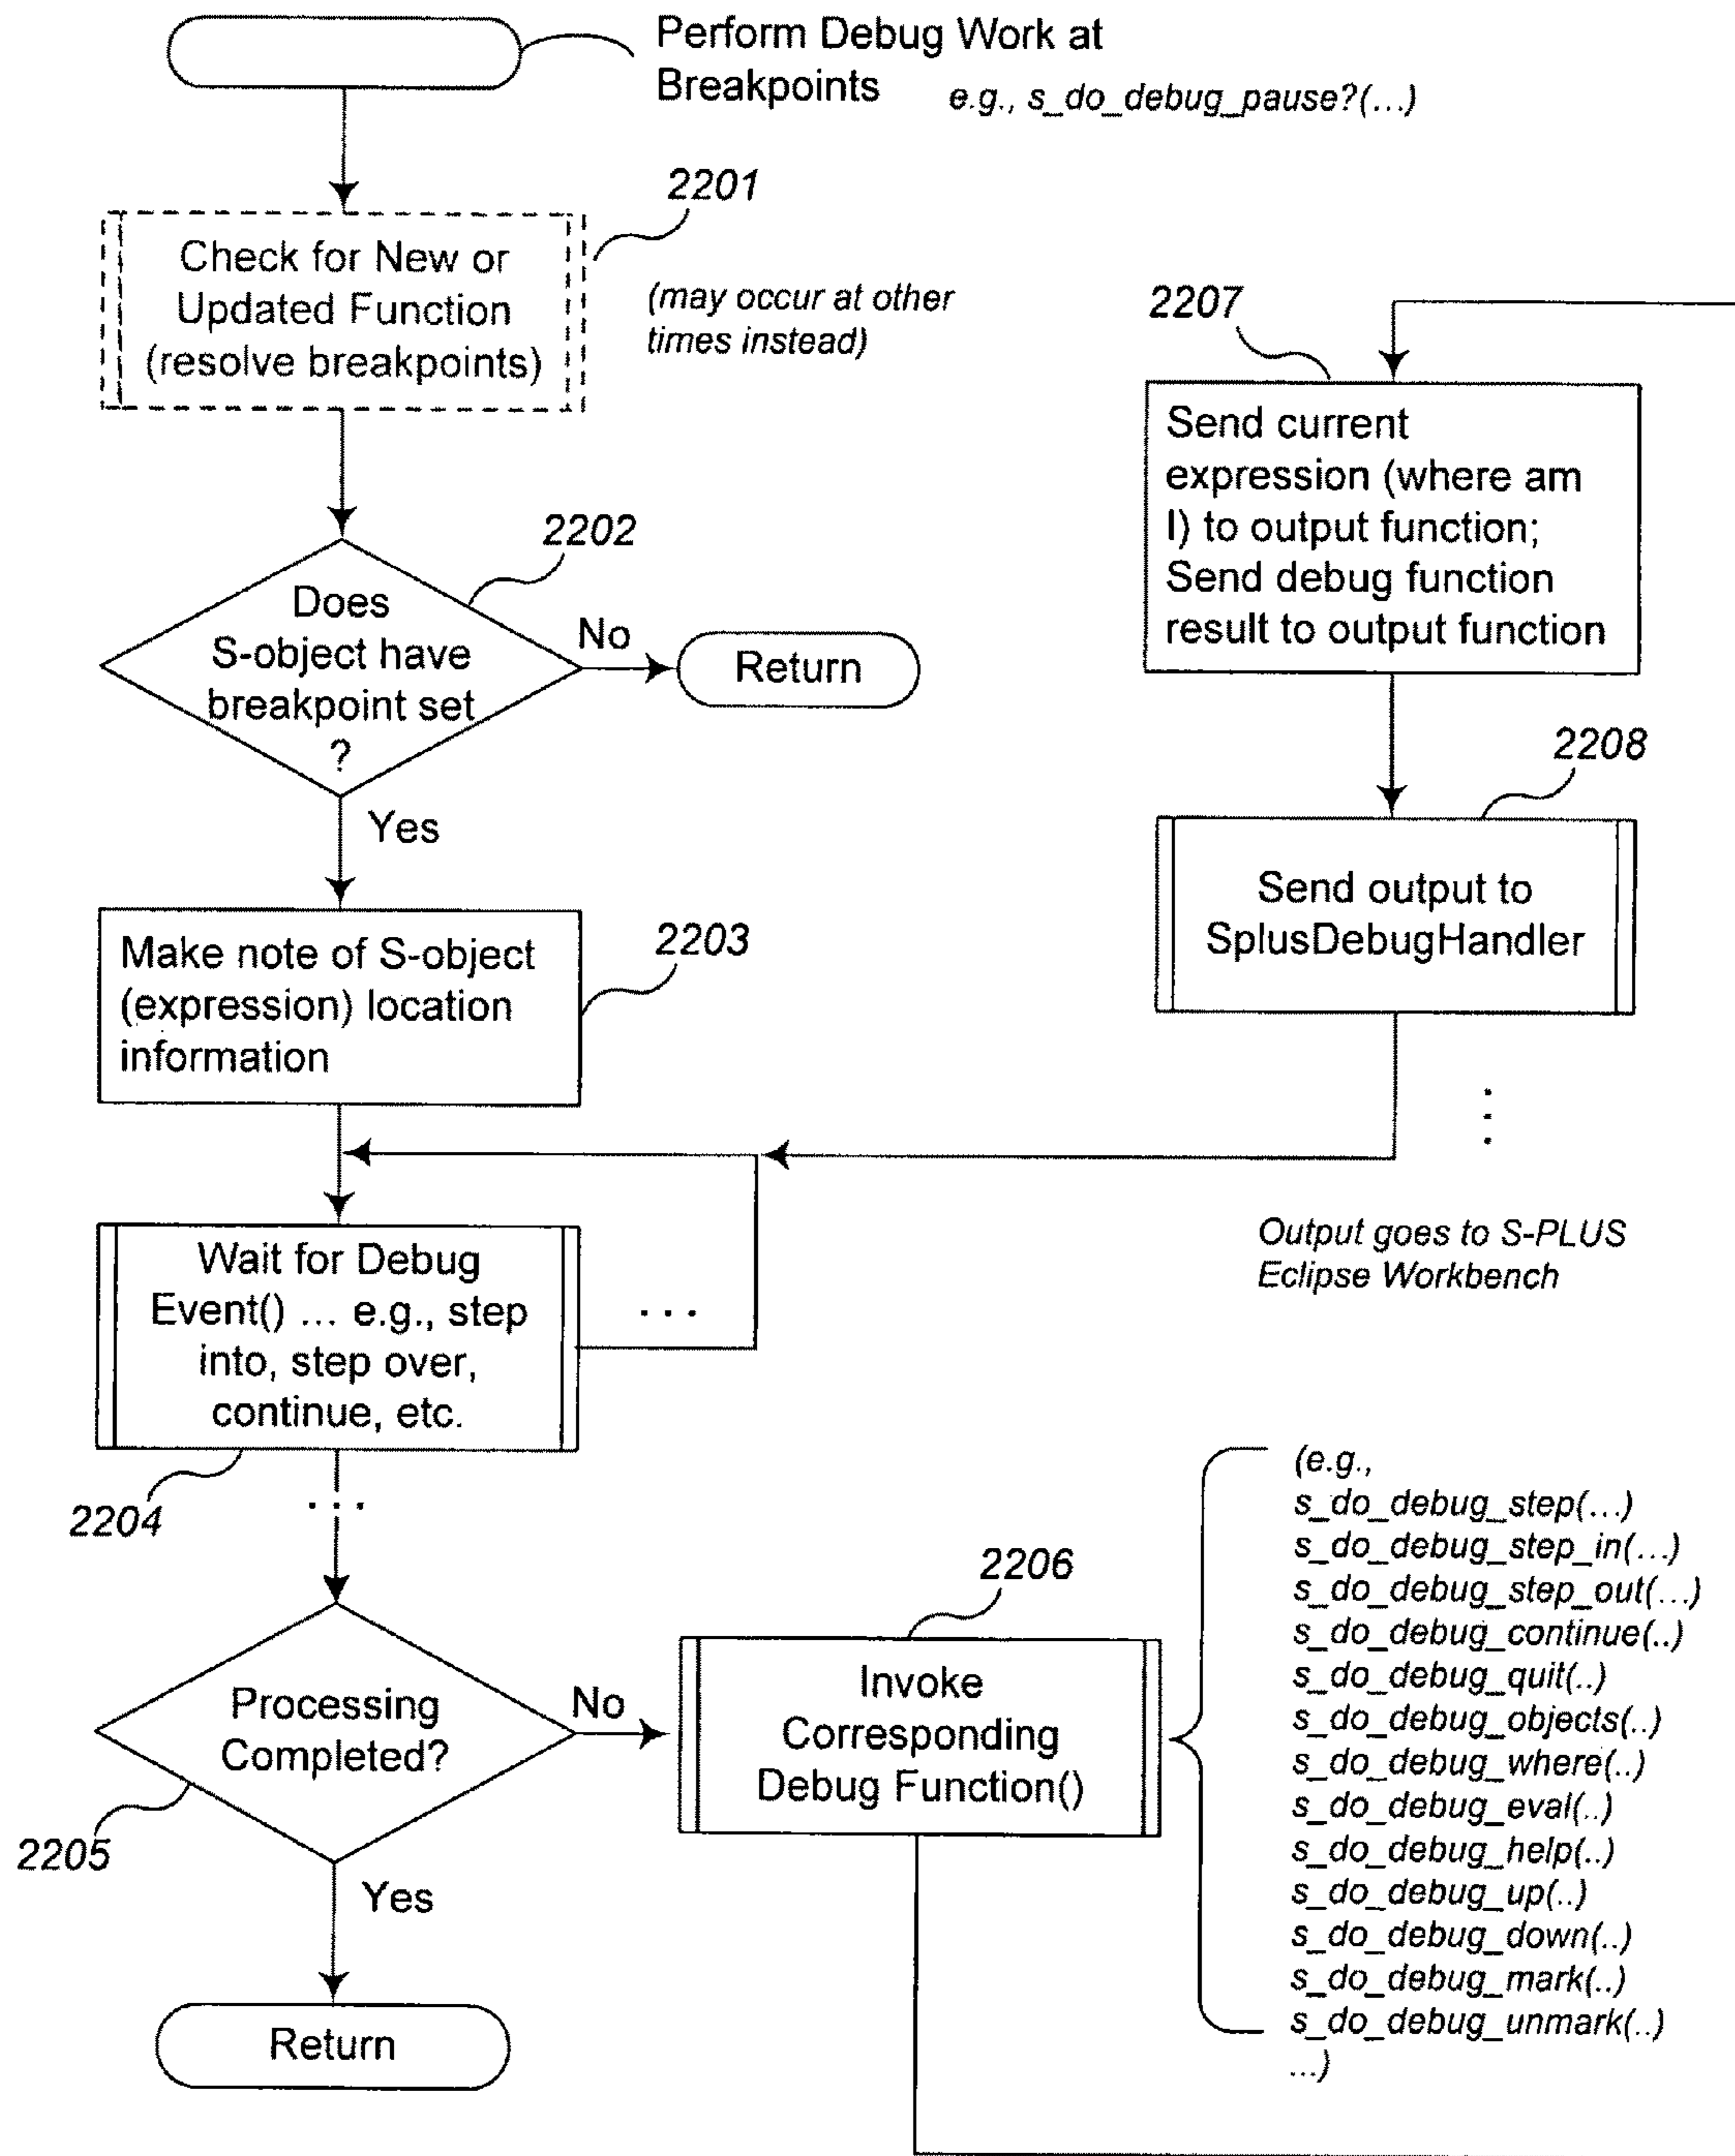 Perform Debug Work at
Breakpoints e.g., s_do_debug_pause?(...)
2201
Check for New or
Updated Function
(resolve breakpoints)
(may occur at other
times instead)
2202
Does
S-object have
breakpoint set
?
No
Return
Yes
2203
Make note of S-object
(expression) location
information
2207
Send current
expression (where am
I) to output function;
Send debug function
result to output function
2208
Send output to
SplusDebugHandler
Output goes to S-PLUS
Eclipse Workbench
Wait for Debug
Event() ... e.g., step
into, step over,
continue, etc.
...
2204
...
2205
Processing
Completed?
No
Yes
Return
2206
Invoke
Corresponding
Debug Function()
(e.g.,
s_do_debug_step(...)
s_do_debug_step_in(...)
s_do_debug_step_out(...)
s_do_debug_continue(..)
s_do_debug_quit(..)
s_do_debug_objects(..)
s_do_debug_where(..)
s_do_debug_eval(..)
s_do_debug_help(..)
s_do_debug_up(..)
s_do_debug_down(..)
s_do_debug_mark(..)
s_do_debug_unmark(..)
...)